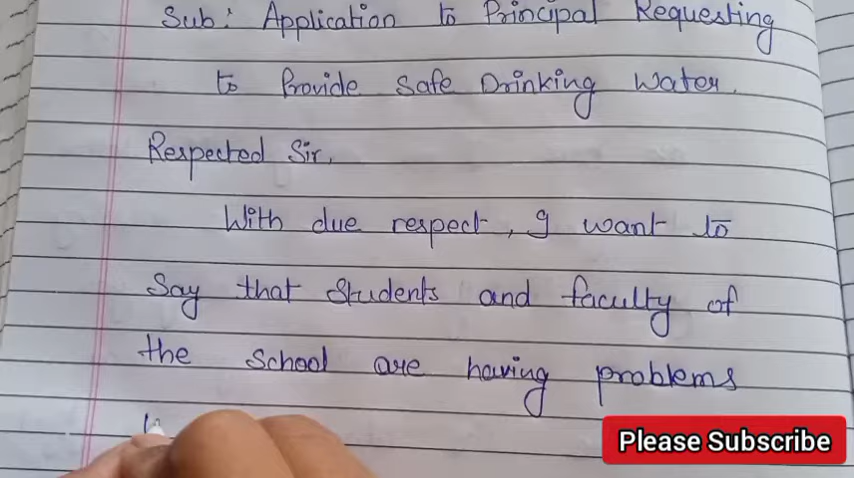 Sub: Application to Principal Requesting
to Provide Safe Drinking Water.
Respected Sir,
With due respect, I want to
Say that Students and faculty of
the School are having problems
Please Subscribe